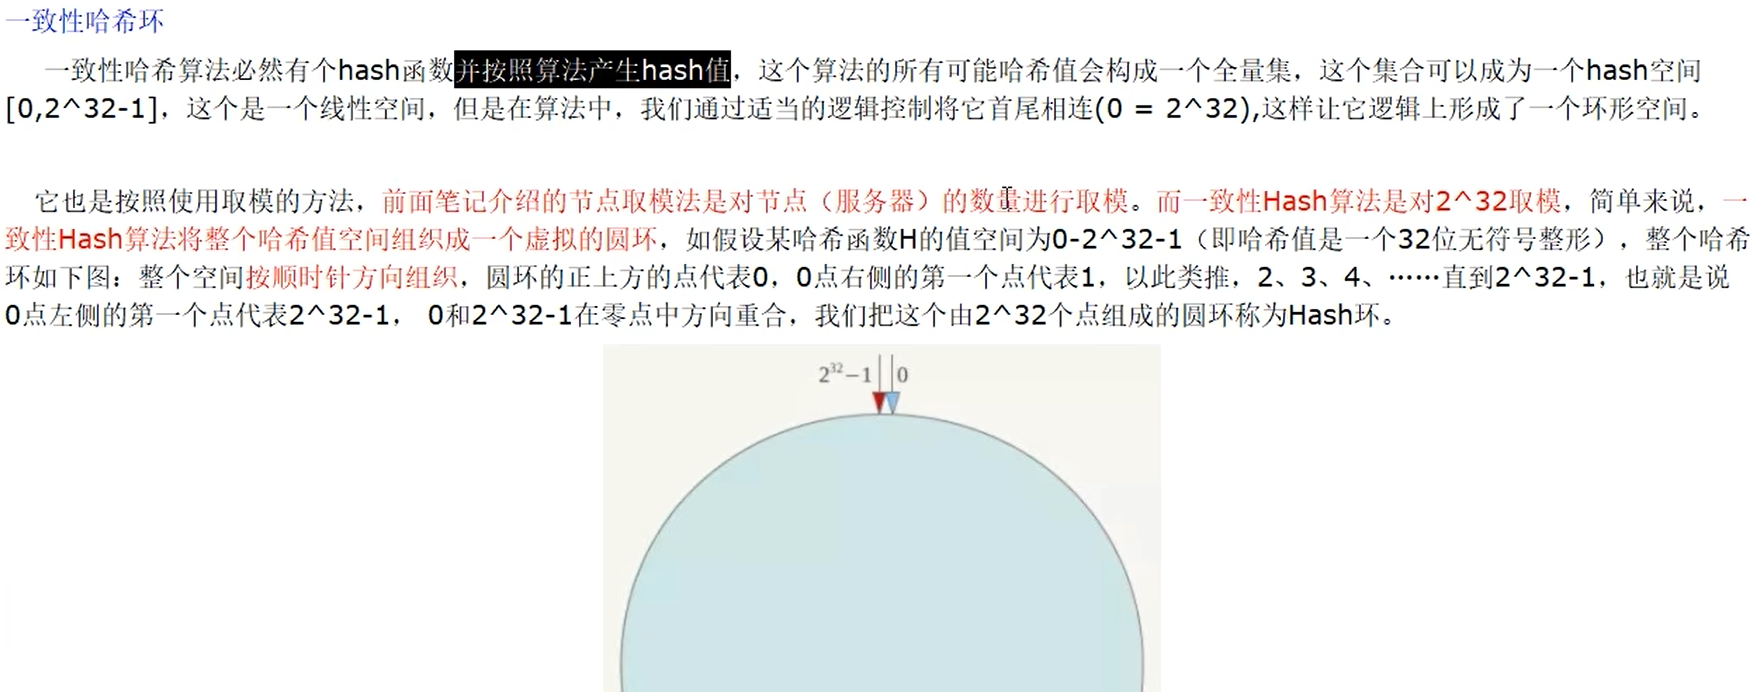 一致性哈希环
一致性哈希算法必然有个hash函数并按照算法产生hash值，这个算法的所有可能哈希值会构成一个全量集，这个集合可以成为一个hash空间
[0,2^32-1]，这个是一个线性空间，但是在算法中，我们通过适当的逻辑控制将它首尾相连(0 = 2^32),这样让它逻辑上形成了一个环形空间。
它也是按照使用取模的方法，前面笔记介绍的节点取模法是对节点（服务器）的数量进行取模。而一致性Hash算法是对2^32取模，简单来说，一
致性Hash算法将整个哈希值空间组织成一个虚拟的圆环，如假设某哈希函数H的值空间为0-2^32-1（即哈希值是一个32位无符号整形），整个哈希
环如下图：整个空间按顺时针方向组织，圆环的正上方的点代表0，0点右侧的第一个点代表1，以此类推，2、3、4、……直到2^32-1，也就是说
0点左侧的第一个点代表2^32-1， 0和2^32-1在零点中方向重合，我们把这个由2^32个点组成的圆环称为Hash环。
2³²−1 0